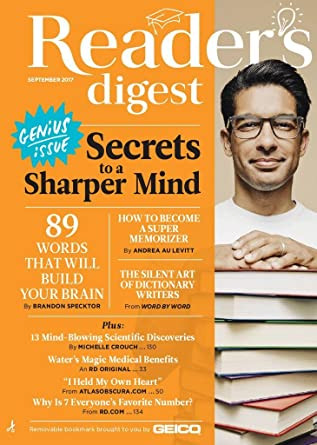 Reader's
digest
SEPTEMBER 2017
GENIUS
ISSUE
Secrets
to a
Sharper Mind
89
WORDS
THAT WILL
BUILD
YOUR BRAIN
By BRANDON SPECKTOR
HOW TO BECOME
A SUPER
MEMORIZER
By ANDREA AU LEVITT
THE SILENT ART
OF DICTIONARY
WRITERS
From WORD BY WORD
Plus:
13 Mind-Blowing Scientific Discoveries
By MICHELLE CROUCH ... 130
Water's Magic Medical Benefits
An RD ORIGINAL ... 33
"I Held My Own Heart"
From ATLASOBSCURA.COM ... 50
Why Is 7 Everyone's Favorite Number?
From RD.COM ... 134
Removable bookmark brought to you by GEICO